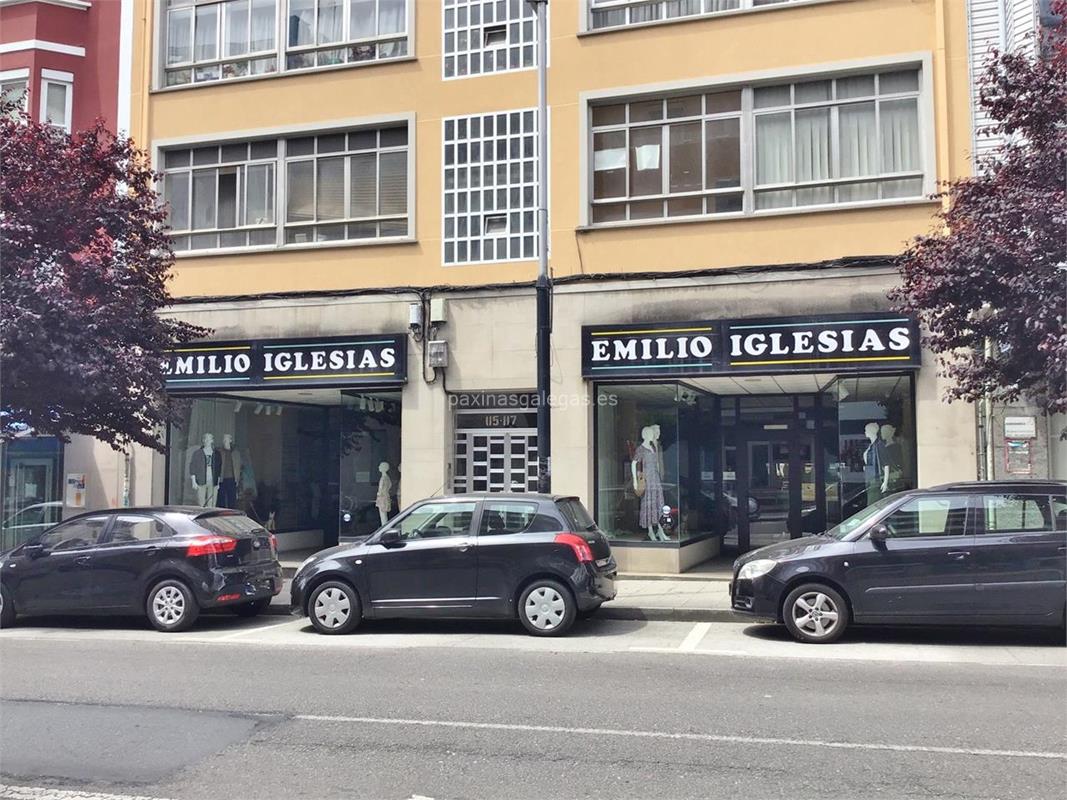 EMILIO IGLESIAS
EMILIO IGLESIAS
paxinasgalegas.es
115-117